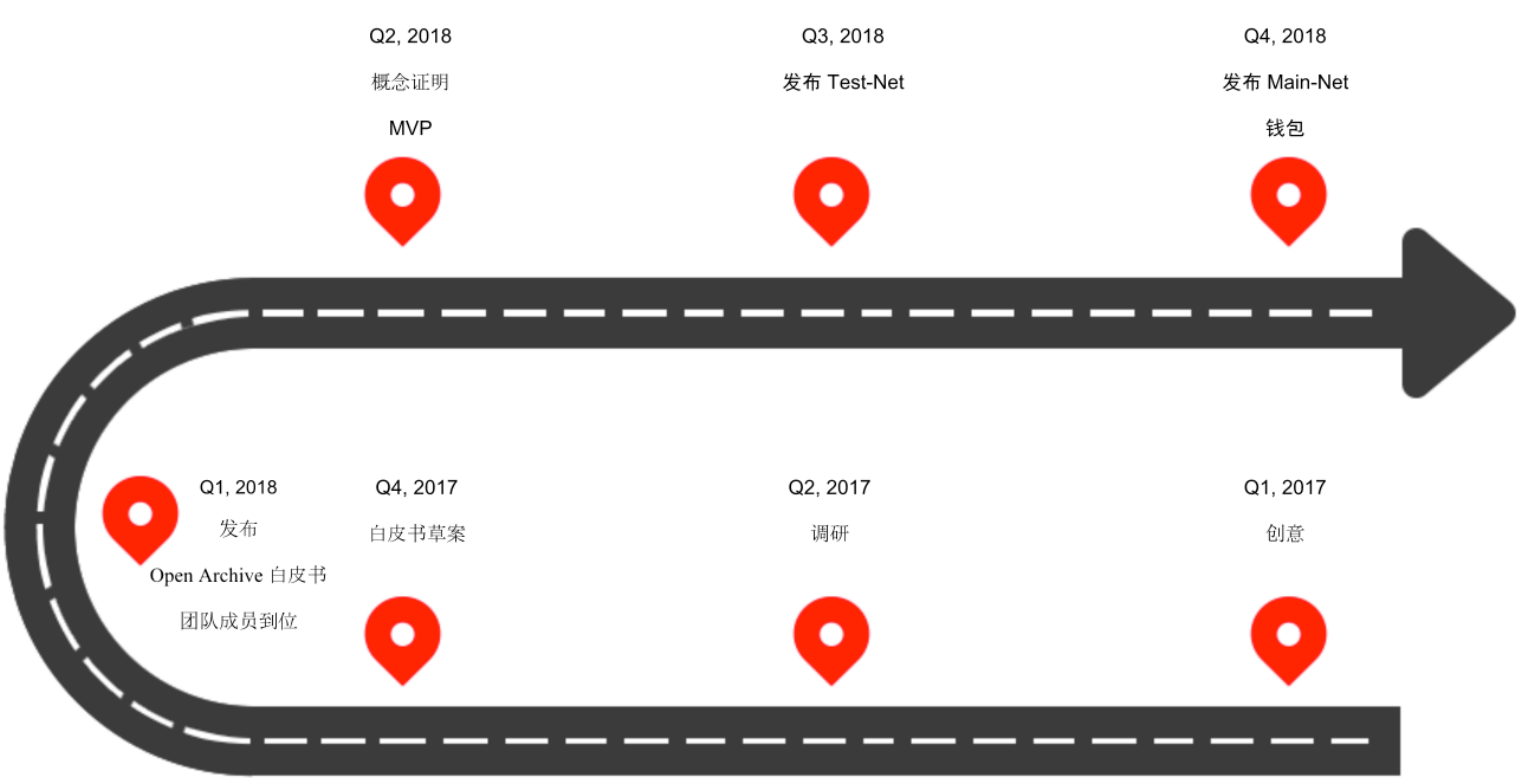 Q2, 2018
概念证明
MVP
Q3, 2018
发布 Test-Net
Q4, 2018
发布 Main-Net
钱包
Q1, 2018
发布
Open Archive 白皮书
团队成员到位
Q4, 2017
白皮书草案
Q2, 2017
调研
Q1, 2017
创意